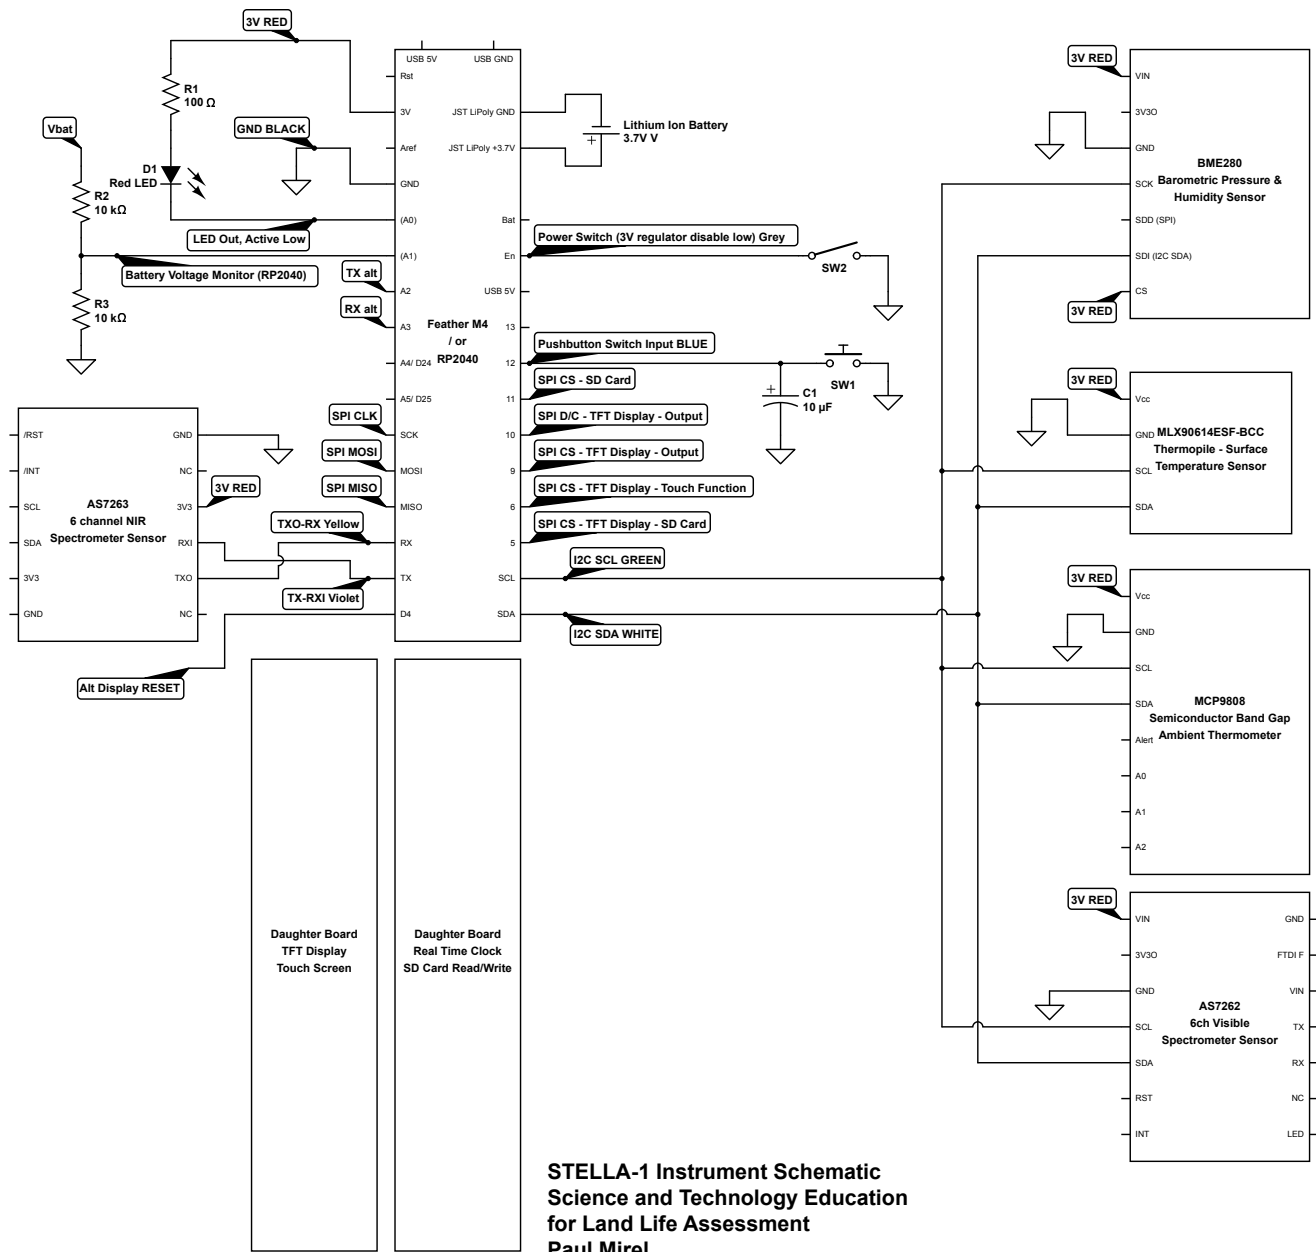 3V RED
R1
100 Ω
Vbat
GND BLACK
D1
Red LED
R2
10 kΩ
LED Out, Active Low
Battery Voltage Monitor (RP2040)
R3
10 kΩ
TX alt
RX alt
SPI CLK
SPI MOSI
SPI MISO
TXO-RX Yellow
TX-RXI Violet
Alt Display RESET
3V RED
/RST
/INT
SCL
SDA
3V3
GND
AS7263
6 channel NIR
Spectrometer Sensor
GND
NC
3V3
RXI
TXO
NC
USB 5V
USB GND
Rst
3V
Aref
GND
(A0)
(A1)
A2
A3
A4/ D24
A5/ D25
SCK
MOSI
MISO
RX
TX
D4
Feather M4
/ or
RP2040
JST LiPoly GND
JST LiPoly +3.7V
Bat
En
USB 5V
13
12
11
10
9
6
5
SCL
SDA
Lithium Ion Battery
3.7V V
+
Power Switch (3V regulator disable low) Grey
SW2
Pushbutton Switch Input BLUE
SW1
+
C1
10 µF
SPI CS - SD Card
SPI D/C - TFT Display - Output
SPI CS - TFT Display - Output
SPI CS - TFT Display - Touch Function
SPI CS - TFT Display - SD Card
I2C SCL GREEN
I2C SDA WHITE
Daughter Board
TFT Display
Touch Screen
Daughter Board
Real Time Clock
SD Card Read/Write
3V RED
VIN
3V3O
GND
SCK
SDD (SPI)
SDI (I2C SDA)
CS
3V RED
BME280
Barometric Pressure &
Humidity Sensor
3V RED
Vcc
GND
SCL
SDA
MLX90614ESF-BCC
Thermopile - Surface
Temperature Sensor
3V RED
Vcc
GND
SCL
SDA
Alert
A0
A1
A2
MCP9808
Semiconductor Band Gap
Ambient Thermometer
3V RED
VIN
3V3O
GND
SCL
SDA
RST
INT
AS7262
6ch Visible
Spectrometer Sensor
GND
FTDI F
VIN
TX
RX
NC
LED
STELLA-1 Instrument Schematic
Science and Technology Education
for Land Life Assessment
Paul Mirel